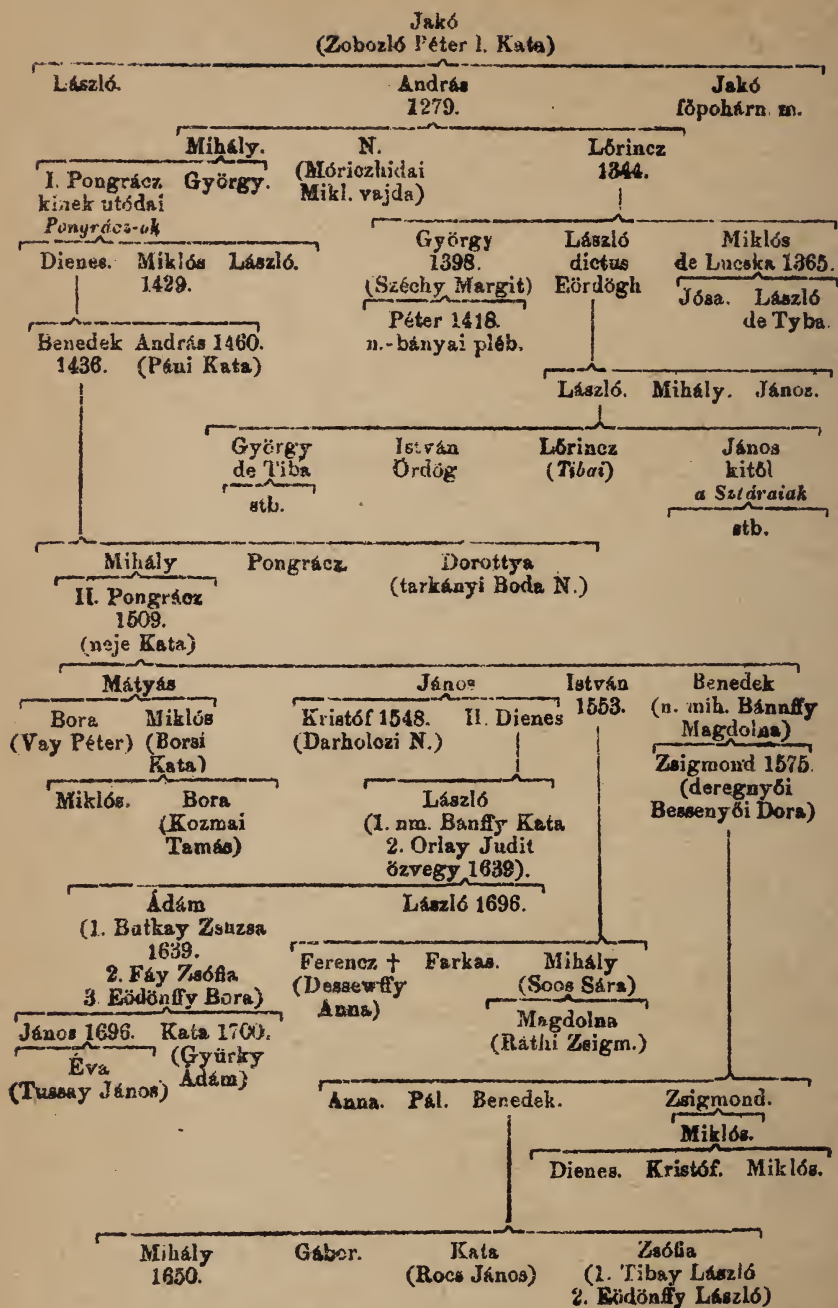 Jakó
(Zobozló Péter l. Kata)
László. András Jakó
1279. főpohárn. m.
Mihály. N. Lőrincz
(Móriczhidai 1344.
Mikl. vajda)
I. Pongrácz György.
kinek utódai
Pongrácz-ok
György László Miklós
1398. dictus de Lucska 1365.
(Széchy Margit) Eördögh
Dienes. Miklós László.
1429.
Péter 1418. Jósa. László
n.-bányai pléb. de Tyba.
Benedek András 1460.
1436. (Páni Kata)
László. Mihály. János.
György István Lőrincz János
de Tiba Ördög (Tibai) kitől
a Sztáraiak
stb. stb.
Mihály Pongrácz Dorottya
(tarkányi Boda N.)
II. Pongrácz
1509.
(neje Kata)
Mátyás János István Benedek
1553. (n. mih. Bánnffy
Magdolna)
Bora Miklós Kristóf 1548. II. Dienes
(Vay Péter) (Borsi (Darholczi N.)
Kata)
Zsigmond 1575.
(deregnyői
Bessenyői Dora)
Miklós. Bora László
(Kozmai (1. nm. Banffy Kata
Tamás) 2. Orlay Judit
özvegy 1639).
Ádám László 1696.
(1. Butkay Zsuzsa
1639.
2. Fáy Zsófia
3. Eödönffy Bora)
Ferencz † Farkas. Mihály
(Dessewffy (Soos Sára)
Anna)
Magdolna
(Ráthi Zsigm.)
János 1696. Kata 1700.
Éva (Gyürky
(Tussay János) Ádám)
Anna. Pál. Benedek. Zsigmond.
Miklós.
Dienes. Kristóf. Miklós.
Mihály Gábor. Kata Zsófia
1650. (Rocs János) (1. Tibay László
2. Eödönffy László)